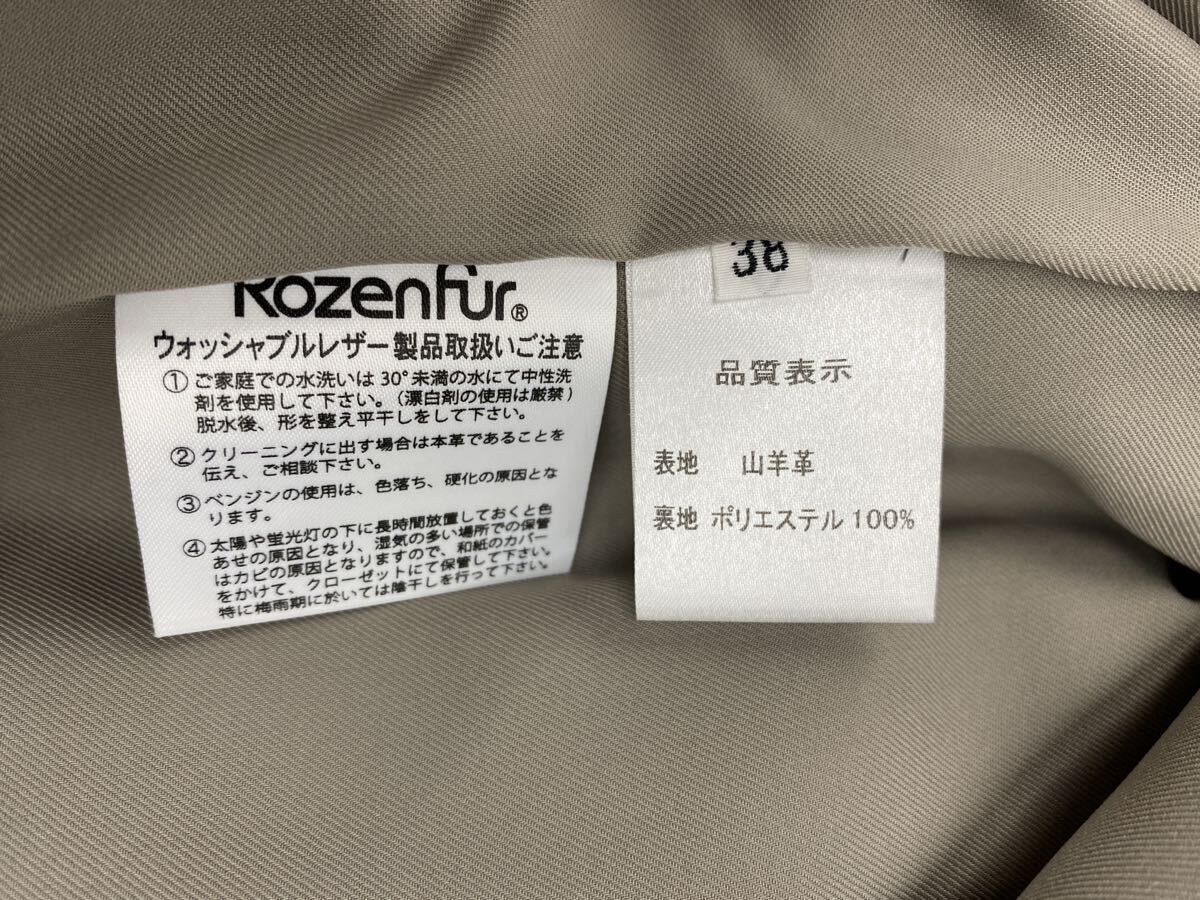 Rozenfur®
ウォッシャブルレザー製品取扱いご注意
① ご家庭での水洗いは30°未満の水にて中性洗
剤を使用して下さい。(漂白剤の使用は厳禁)
脱水後、形を整え平干しをして下さい。
② クリーニングに出す場合は本革であることを
伝え、ご相談下さい。
③ ベンジンの使用は、色落ち、硬化の原因とな
ります。
④ 太陽や蛍光灯の下に長時間放置しておくと色
あせの原因となり、湿気の多い場所での保管
はカビの原因となりますので、和紙のカバー
をかけて、クローゼットにて保管して下さい。
特に梅雨期に於いては陰干しを行って下さい。
38
品質表示
表地 山羊革
裏地 ポリエステル100%